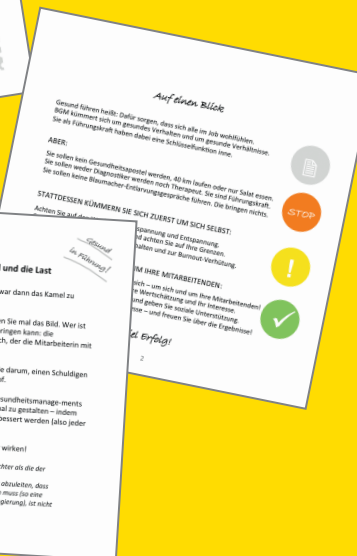 Auf einen Blick
Gesund führen heißt: Dafür sorgen, dass sich alle im Job wohlfühlen.
BGM kümmert sich um gesundes Verhalten und um gesunde Verhältnisse.
Sie als Führungskraft haben dabei eine Schlüsselfunktion inne.
ABER:
Sie sollen kein Gesundheitsapostel werden, 40 km laufen oder nur Salat essen.
Sie sollen weder Diagnostiker werden noch Therapeut. Sie sind Führungskraft.
Sie sollen keine Blaumacher-Entlarvungsgespräche führen. Die bringen nichts.
STOP
STATTDESSEN KÜMMERN SIE SICH ZUERST UM SICH SELBST:
Achten Sie auf
spannung und Entspannung.
d achten Sie auf Ihre Grenzen.
halten und zur Burnout-Verhütung.
!
M IHRE MITARBEITENDEN:
sich – um sich und um Ihre Mitarbeitenden!
re Wertschätzung und Ihr Interesse.
und geben Sie soziale Unterstützung.
sse – und freuen Sie über die Ergebnisse!
el Erfolg!
2
Gesund
in Führung!
und die Last
war dann das Kamel zu
n Sie mal das Bild. Wer ist
ringen kann: die
ch, der die Mitarbeiterin mit
e darum, einen Schuldigen
f.
sundheitsmanage-ments
al zu gestalten – indem
bessert werden (also jeder
wirken!
chter als die der
abzuleiten, dass
muss (so eine
gierung), ist nicht